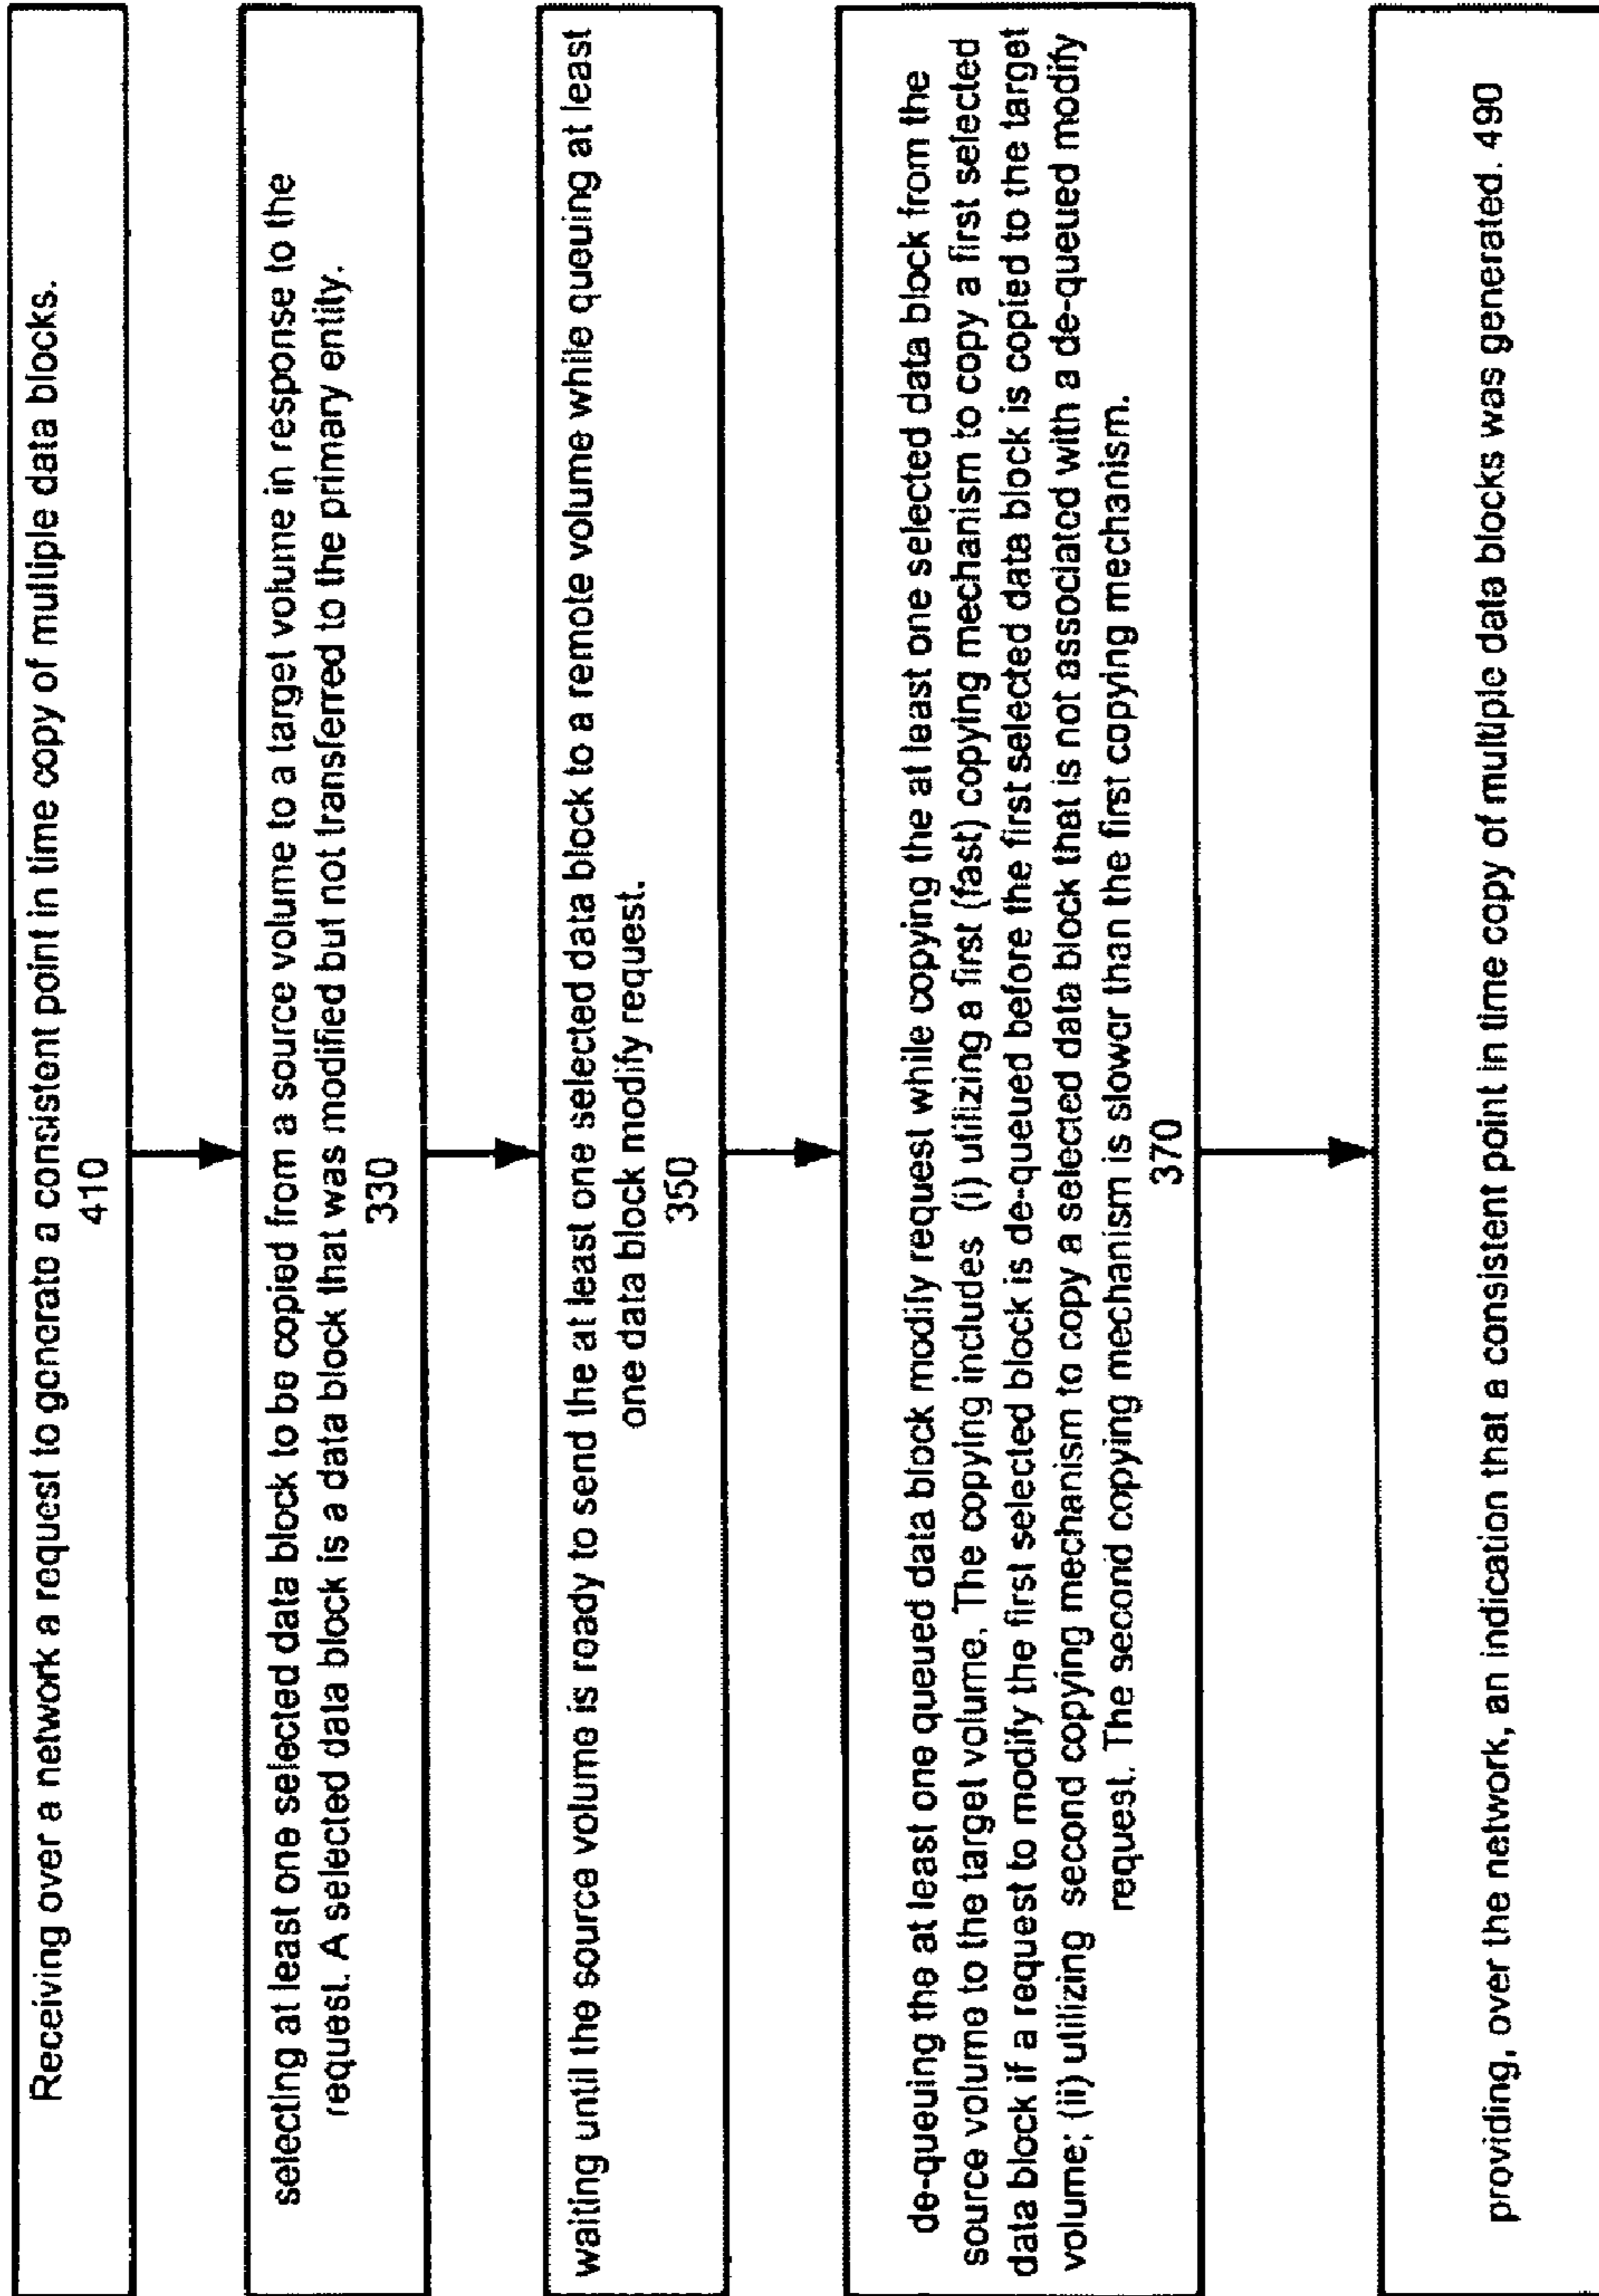 Receiving over a network a request to generate a consistent point in time copy of multiple data blocks.
410
selecting at least one selected data block to be copied from a source volume to a target volume in response to the
request. A selected data block is a data block that was modified but not transferred to the primary entity.
330
waiting until the source volume is ready to send the at least one selected data block to a remote volume while queuing at least
one data block modify request.
350
de-queuing the at least one queued data block modify request while copying the at least one selected data block from the
source volume to the target volume. The copying includes (i) utilizing a first (fast) copying mechanism to copy a first selected
data block if a request to modify the first selected block is de-queued before the first selected data block is copied to the target
volume; (ii) utilizing second copying mechanism to copy a selected data block that is not associated with a de-queued modify
request. The second copying mechanism is slower than the first copying mechanism.
370
providing, over the network, an indication that a consistent point in time copy of multiple data blocks was generated. 490